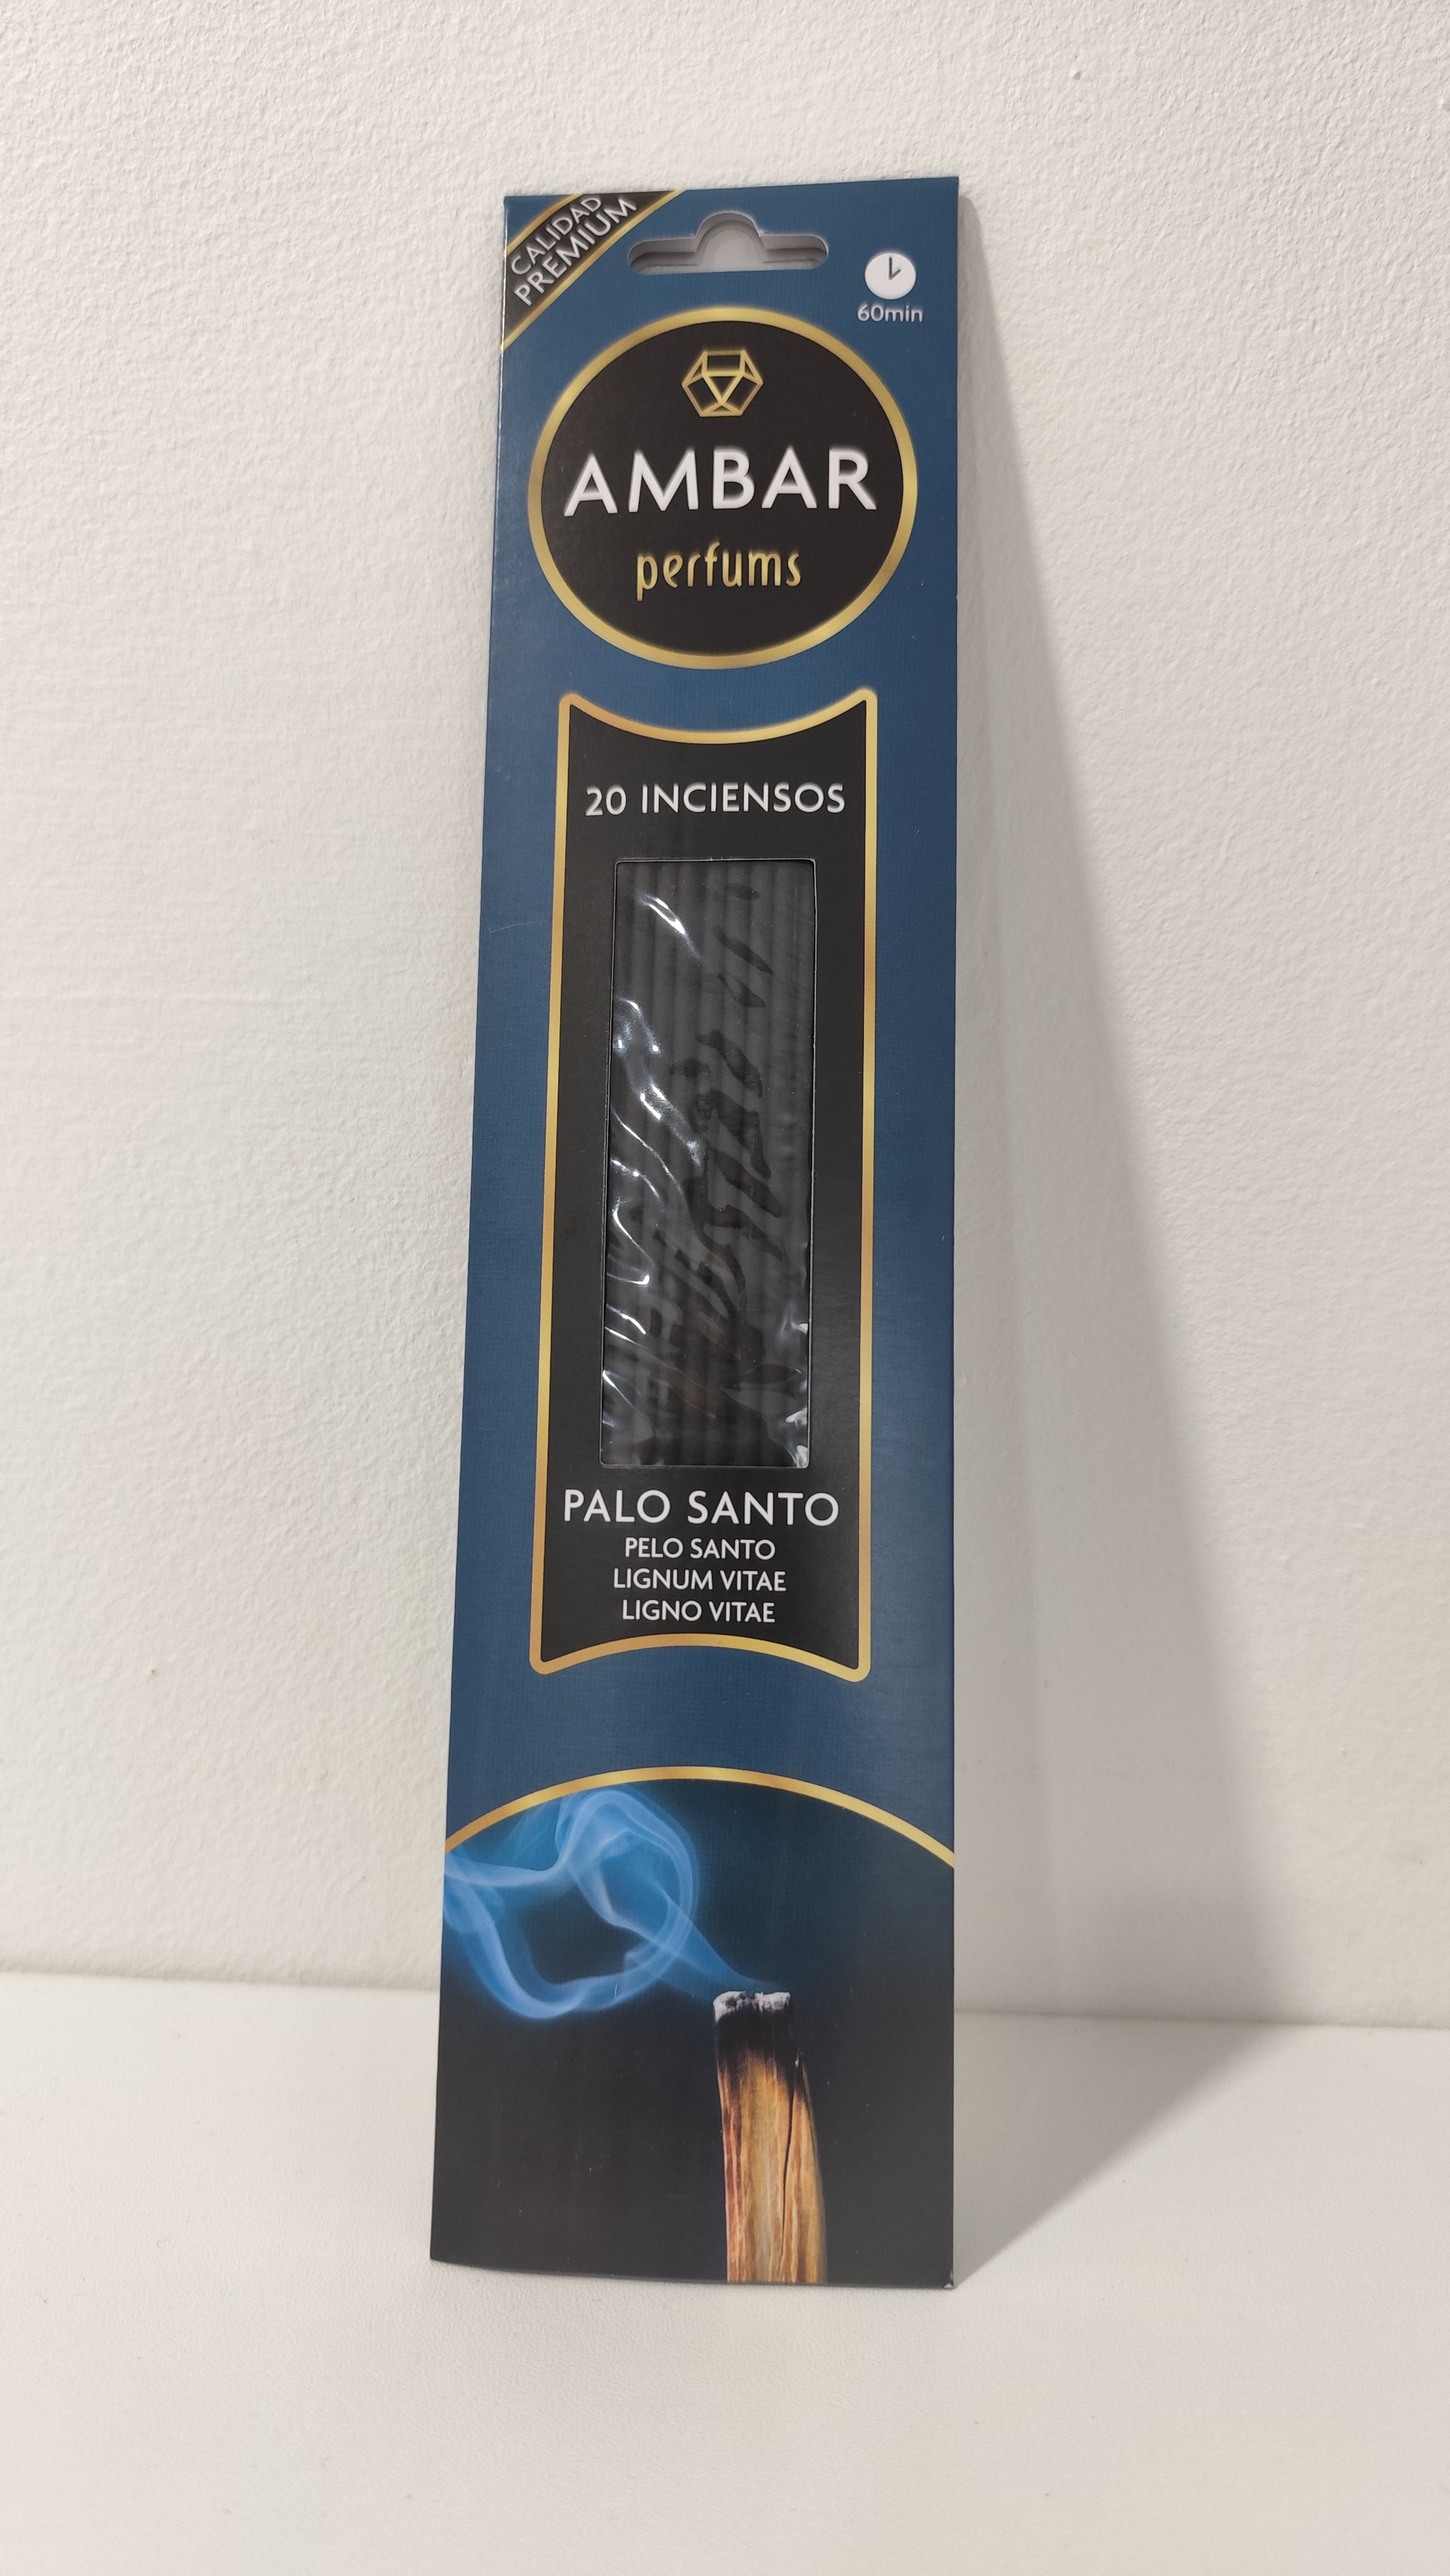 CALIDAD
PREMIUM
60min
AMBAR
perfums
20 INCIENSOS
PALO SANTO
PELO SANTO
LIGNUM VITAE
LIGNO VITAE